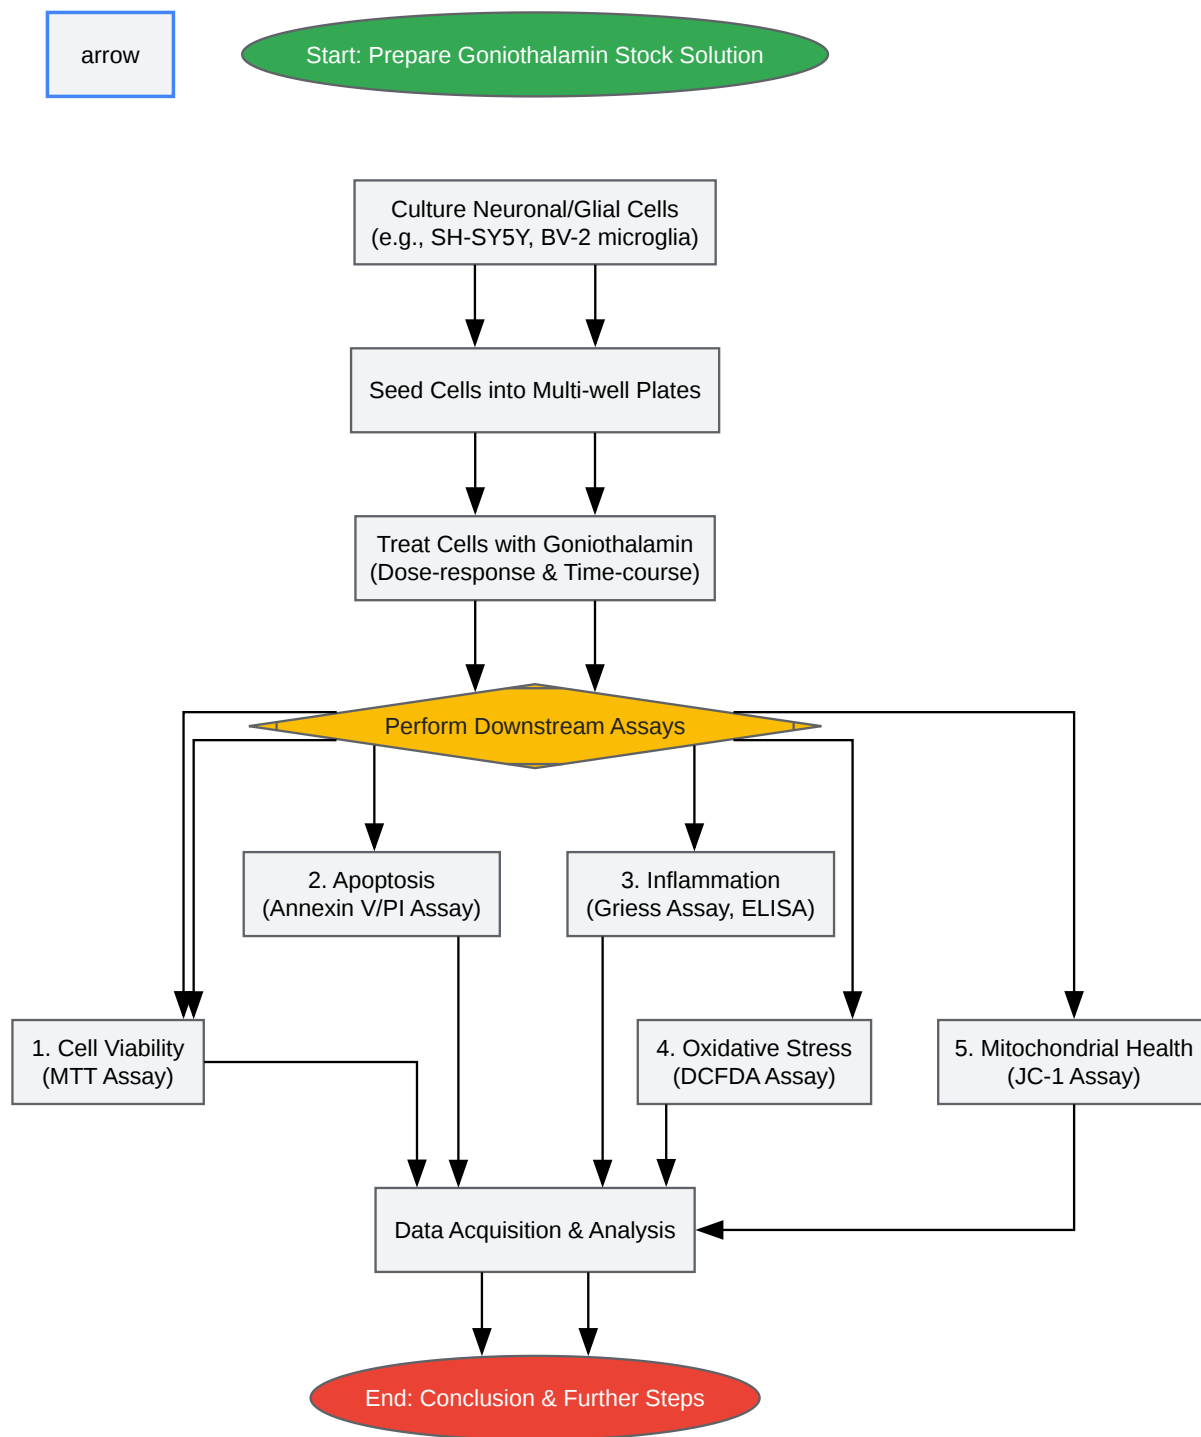 arrow
Start: Prepare Goniothalamin Stock Solution
Culture Neuronal/Glial Cells
(e.g., SH-SY5Y, BV-2 microglia)
Seed Cells into Multi-well Plates
Treat Cells with Goniothalamin
(Dose-response & Time-course)
Perform Downstream Assays
2. Apoptosis
(Annexin V/PI Assay)
3. Inflammation
(Griess Assay, ELISA)
1. Cell Viability
(MTT Assay)
4. Oxidative Stress
(DCFDA Assay)
5. Mitochondrial Health
(JC-1 Assay)
Data Acquisition & Analysis
End: Conclusion & Further Steps